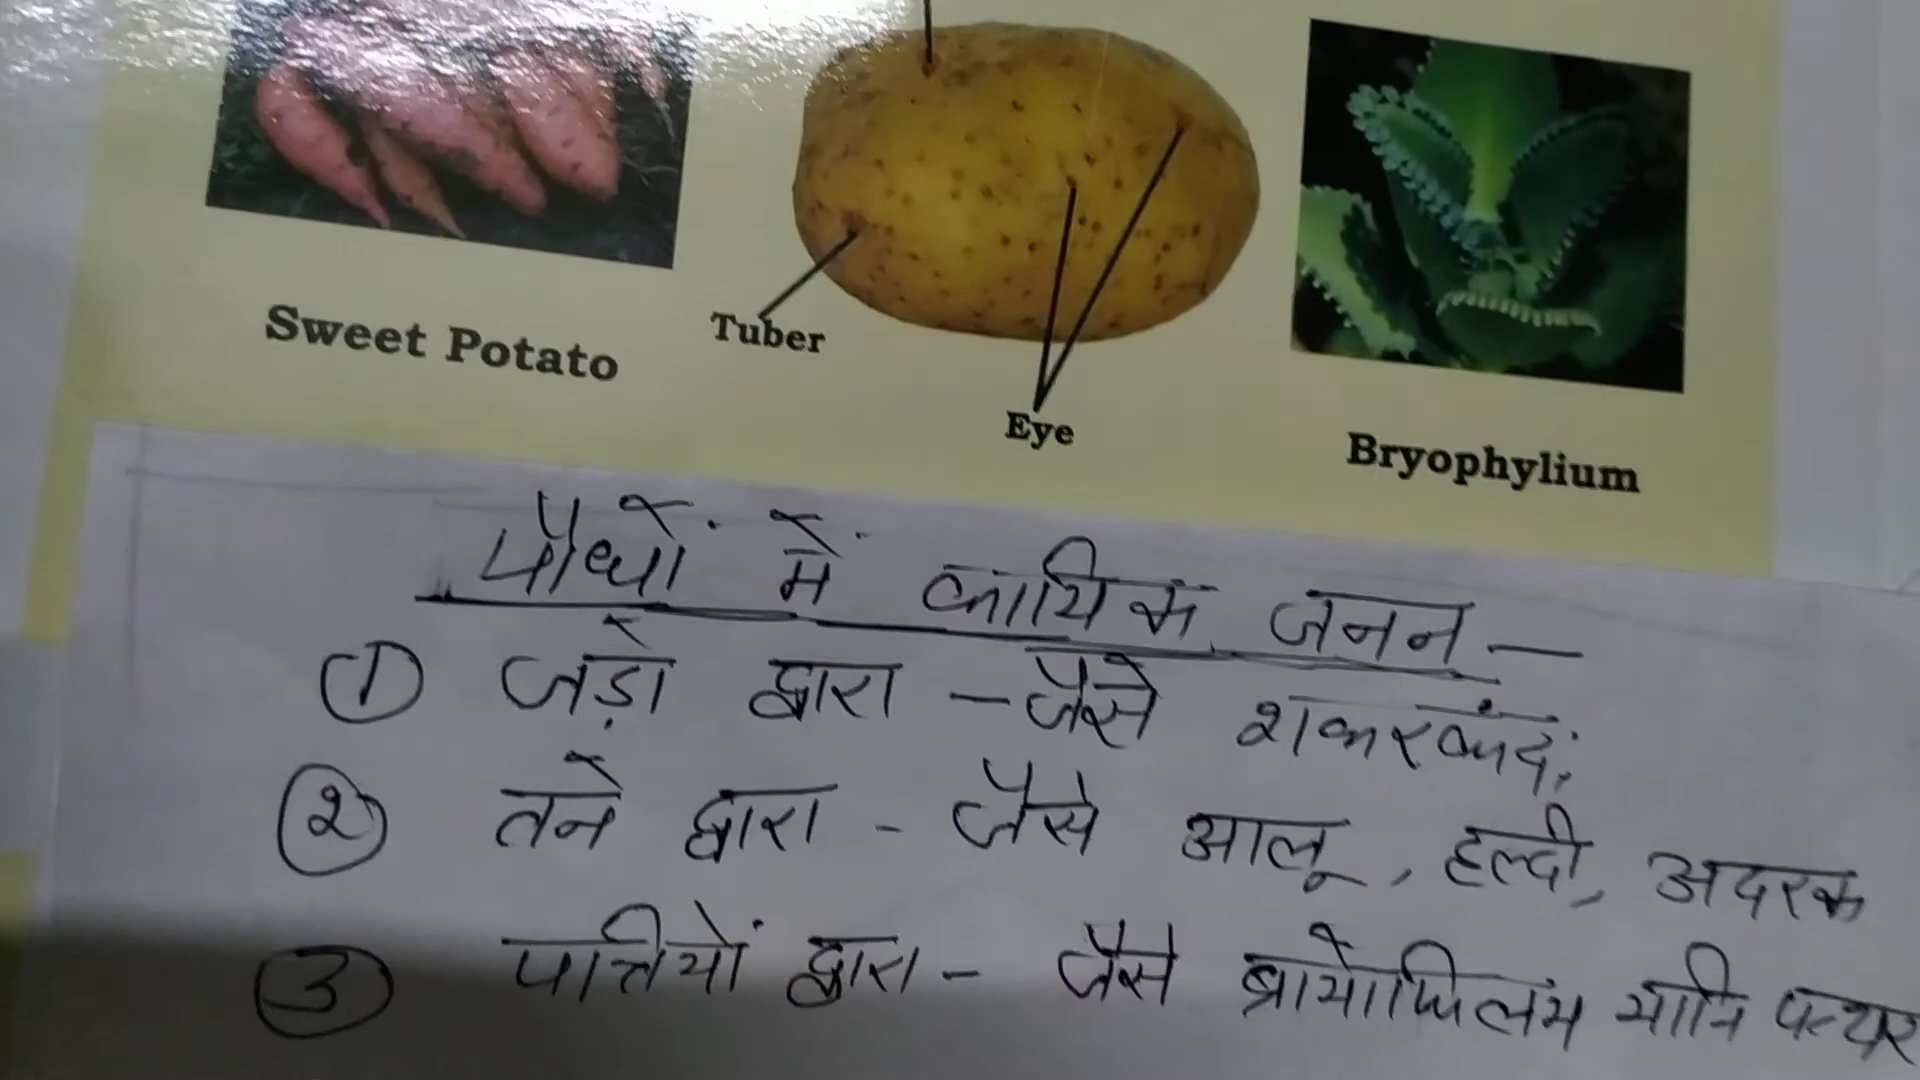 Sweet Potato
Tuber
Eye
Bryophylium
पौधों में कायिक जनन —
① जड़ो द्वारा – जैसे शकरकंद
② तने द्वारा - जैसे आलू, हल्दी, अदरक
③ पत्तियों द्वारा - जैसे ब्रायोफिलम यानि पत्थर